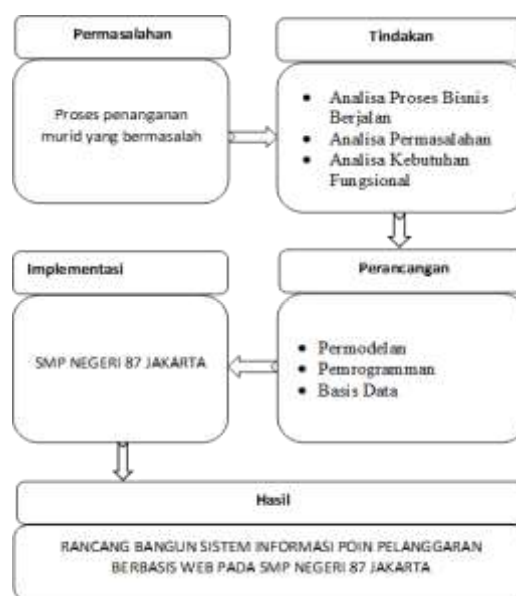 Permasalahan
Proses penanganan
murid yang bermasalah
Tindakan
• Analisa Proses Bisnis
Berjalan
• Analisa Permasalahan
• Analisa Kebutuhan
Fungsional
Perancangan
• Permodelan
• Pemrogramman
• Basis Data
Implementasi
SMP NEGERI 87 JAKARTA
Hasil
RANCANG BANGUN SISTEM INFORMASI POIN PELANGGARAN
BERBASIS WEB PADA SMP NEGERI 87 JAKARTA